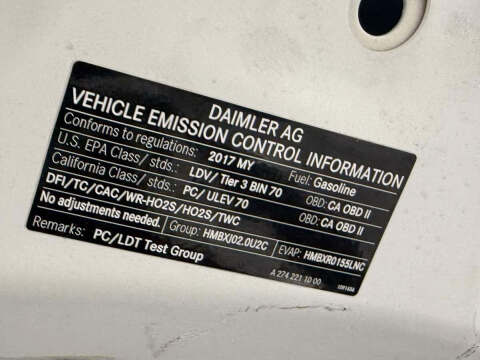 DAIMLER AG
VEHICLE EMISSION CONTROL INFORMATION
Conforms to regulations: 2017 MY Fuel: Gasoline
U.S. EPA Class/ stds.: LDV/ Tier 3 BIN 70 OBD: CA OBD II
California Class/ stds.: PC/ ULEV 70 OBD: CA OBD II
DFI/TC/CAC/WR-HO2S/HO2S/TWC
No adjustments needed. Group: HMBXJ02.0U2C EVAP: HMBXR0155LNC
Remarks: PC/LDT Test Group
A 274 221 10 00